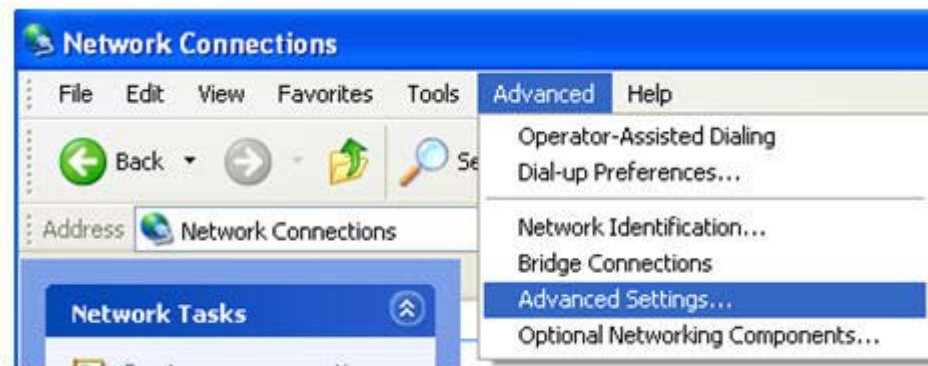 Network Connections
File Edit View Favorites Tools Advanced Help
Operator-Assisted Dialing
Back Se
Dial-up Preferences...
Address Network Connections
Network Identification...
Bridge Connections
Advanced Settings...
Network Tasks
Optional Networking Components...